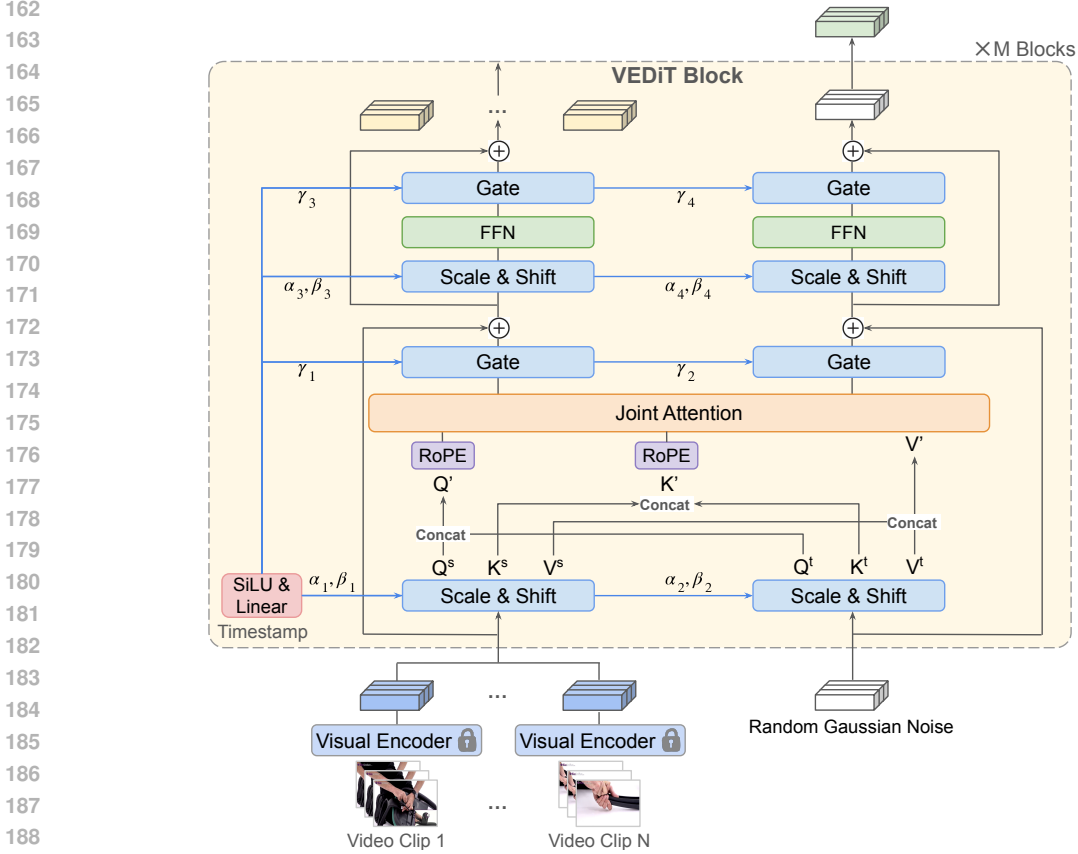 162
163
×M Blocks
164
VEDiT Block
165
...
166
+
+
167
Gate
Gate
γ₃
γ₄
168
169
FFN
FFN
170
Scale & Shift
Scale & Shift
α₃, β₃
α₄, β₄
171
172
+
+
173
Gate
Gate
γ₁
γ₂
174
175
Joint Attention
176
RoPE
RoPE
V'
177
Q'
K'
178
Concat
Concat
Concat
179
Qˢ
Kˢ
Vˢ
Qᵗ
Kᵗ
Vᵗ
180
SiLU &
Linear
α₁, β₁
Scale & Shift
α₂, β₂
Scale & Shift
181
Timestamp
182
183
184
...
Random Gaussian Noise
185
Visual Encoder
Visual Encoder
186
187
...
188
Video Clip 1
Video Clip N